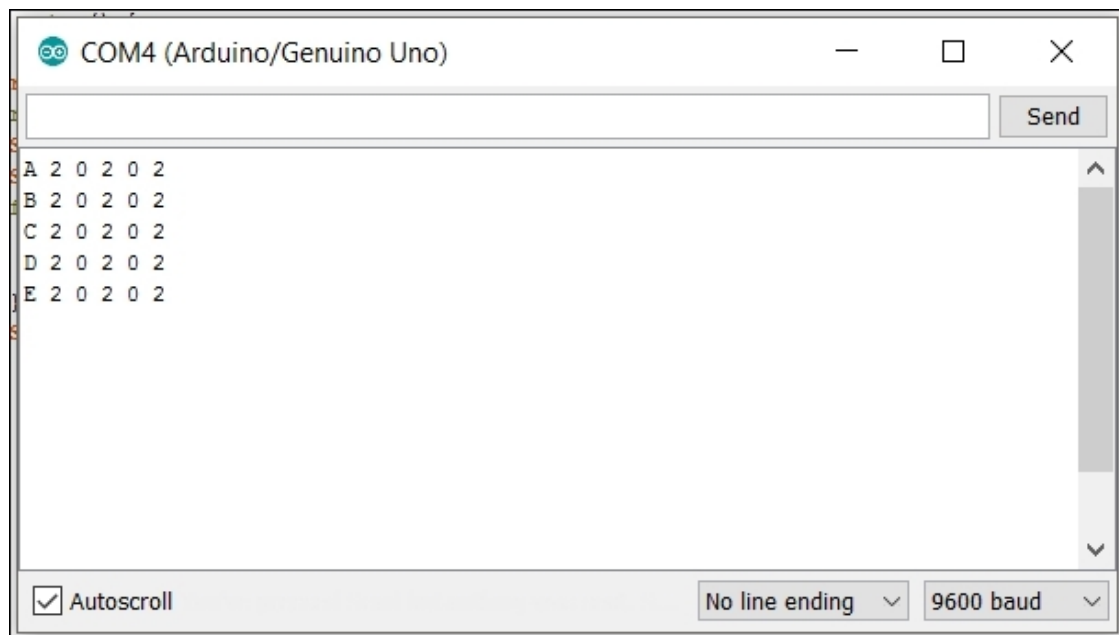 COM4 (Arduino/Genuino Uno)
Send
A 2 0 2 0 2
B 2 0 2 0 2
C 2 0 2 0 2
D 2 0 2 0 2
E 2 0 2 0 2
Autoscroll
No line ending
9600 baud